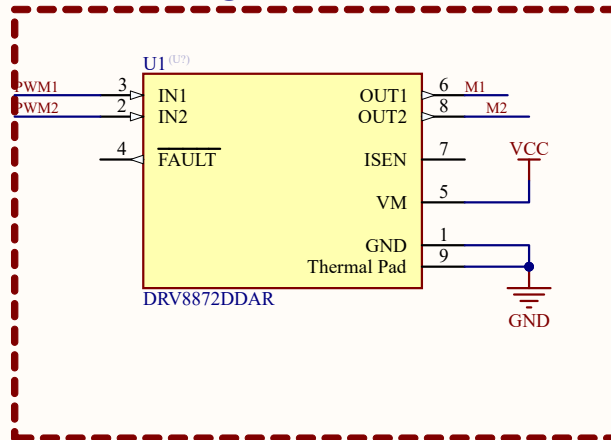 U1 (U?)
PWM1 3 IN1 OUT1 6 M1
PWM2 2 IN2 OUT2 8 M2
4 FAULT ISEN 7 VCC
VM 5
GND 1
Thermal Pad 9
DRV8872DDAR
GND